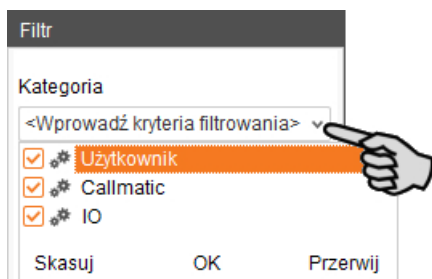 Filtr
Kategoria
<Wprowadź kryteria filtrowania>
Użytkownik
Callmatic
IO
Skasuj OK Przerwij